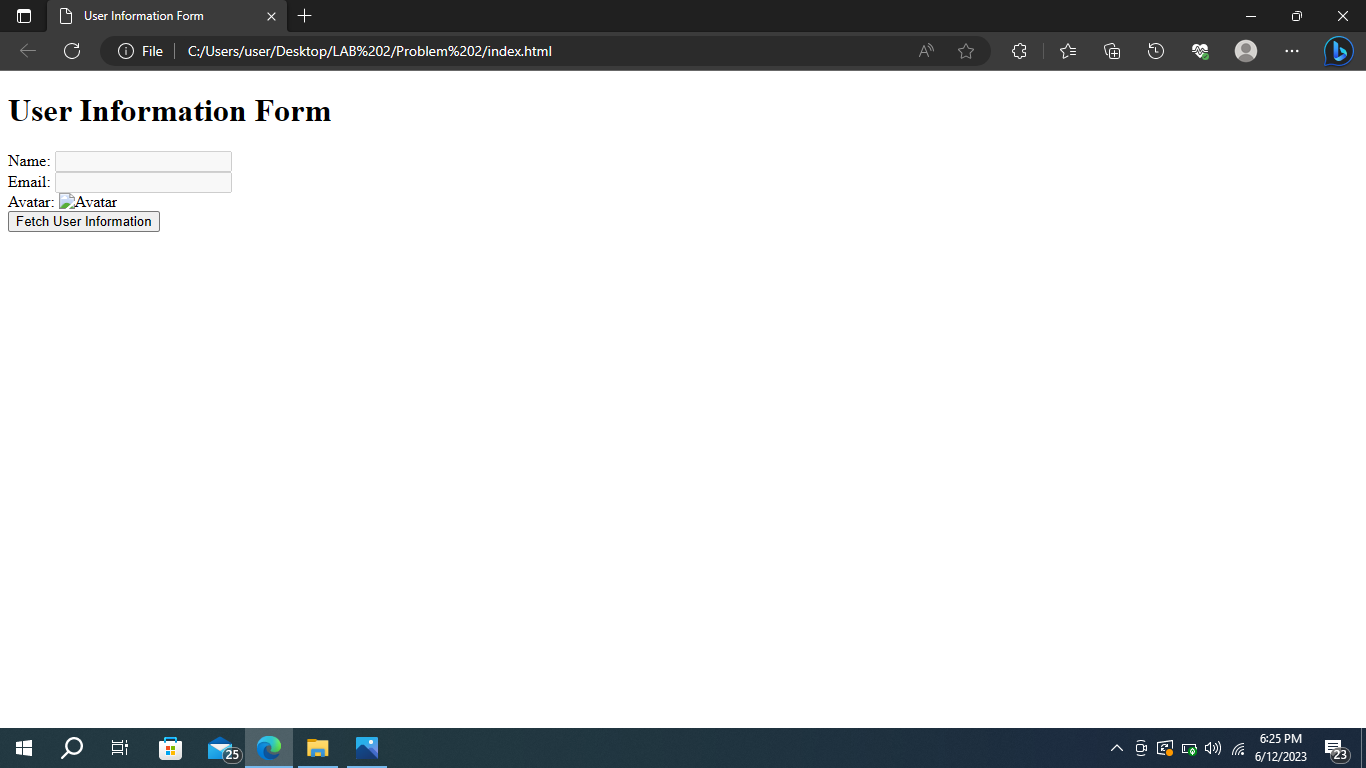 User Information Form
File
C:/Users/user/Desktop/LAB%202/Problem%202/index.html
User Information Form
Name:
Email:
Avatar: Avatar
Fetch User Information
25
6:25 PM
6/12/2023
23